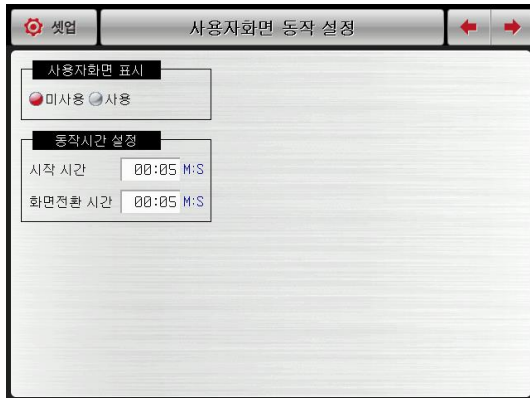 셋업 사용자화면 동작 설정
사용자화면 표시
미사용 사용
동작시간 설정
시작 시간 00:05 M:S
화면전환 시간 00:05 M:S